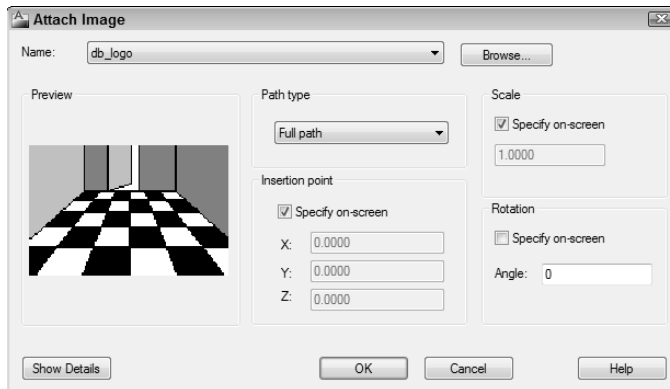 Attach Image
Name: db_logo Browse...
Preview
Path type
Full path
Insertion point
Specify on-screen
X: 0.0000
Y: 0.0000
Z: 0.0000
Scale
Specify on-screen
1.0000
Rotation
Specify on-screen
Angle: 0
Show Details OK Cancel Help